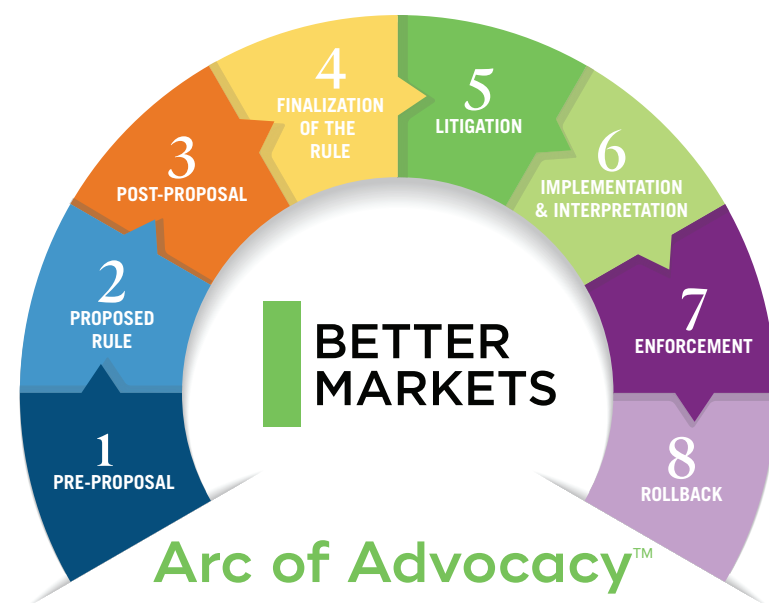 1
PRE-PROPOSAL
2
PROPOSED
RULE
3
POST-PROPOSAL
4
FINALIZATION
OF THE
RULE
5
LITIGATION
6
IMPLEMENTATION
& INTERPRETATION
7
ENFORCEMENT
8
ROLLBACK
BETTER
MARKETS
Arc of Advocacy™